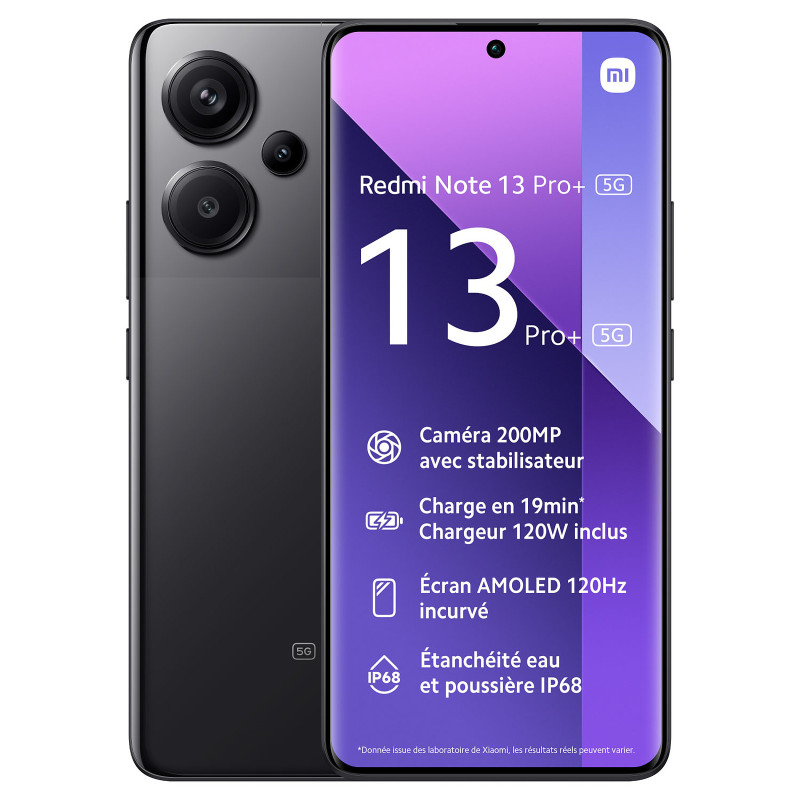 mi
Redmi Note 13 Pro+ 5G
13
Pro+ 5G
Caméra 200MP
avec stabilisateur
Charge en 19min*
Chargeur 120W inclus
Écran AMOLED 120Hz
incurvé
Étanchéité eau
et poussière IP68
IP68
5G
*Donnée issue des laboratoire de Xiaomi, les résultats réels peuvent varier.